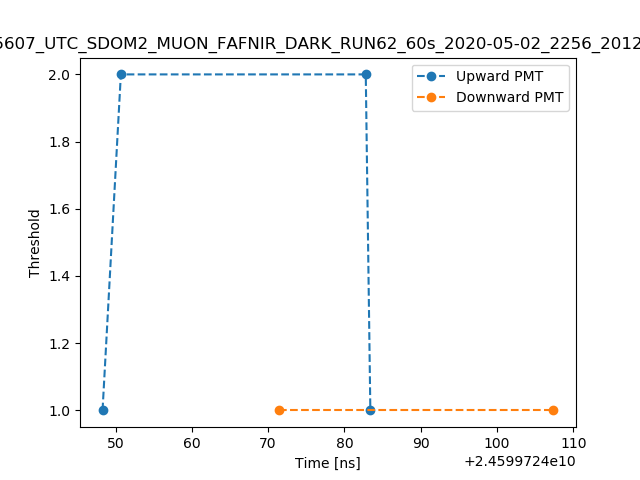 5607_UTC_SDOM2_MUON_FAFNIR_DARK_RUN62_60s_2020-05-02_2256_2012
Upward PMT
Downward PMT
2.0
1.8
1.6
1.4
1.2
1.0
Threshold
50 60 70 80 90 100 110
Time [ns]
+2.4599724e10